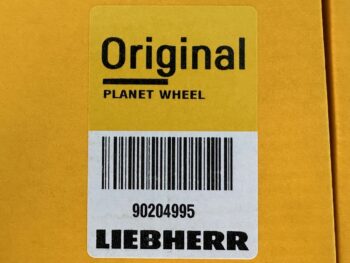 Original
PLANET WHEEL
90204995
LIEBHERR